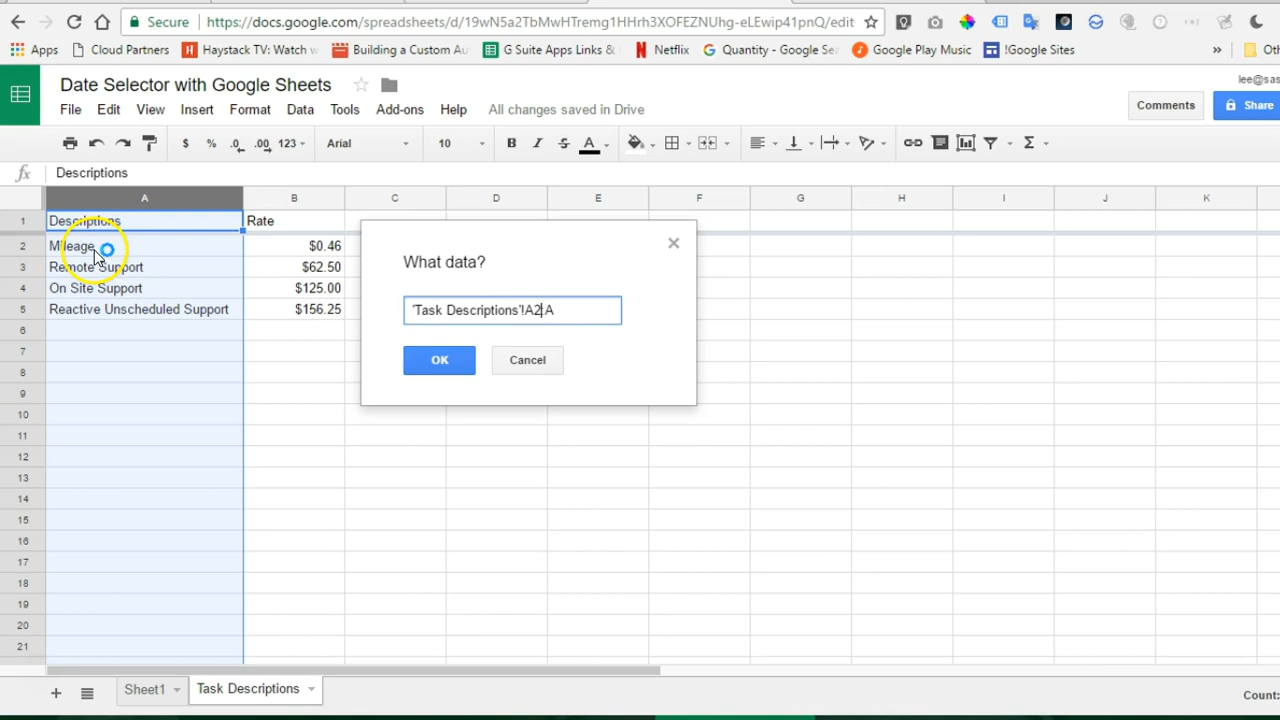 Secure https://docs.google.com/spreadsheets/d/19wN5a2TbMwHTremg1HHrh3XOFEZNUhg-eLEwip41pnQ/edit
Apps Cloud Partners Haystack TV: Watch Building a Custom Au G Suite Apps Links & Netflix Quantity - Google Se Google Play Music !Google Sites » Oth
Date Selector with Google Sheets lee@sas
File Edit View Insert Format Data Tools Add-ons Help All changes saved in Drive Comments Share
$ % .0 .00 123 Arial 10 B I S A Σ
fx Descriptions
A B C D E F G H I J K
1 Descriptions Rate
2 Mileage $0.46
3 Remote Support $62.50
4 On Site Support $125.00
5 Reactive Unscheduled Support $156.25
6
7
8
9
10
11
12
13
14
15
16
17
18
19
20
21
What data?
'Task Descriptions'!A2:A
OK Cancel
Sheet1 Task Descriptions Count: